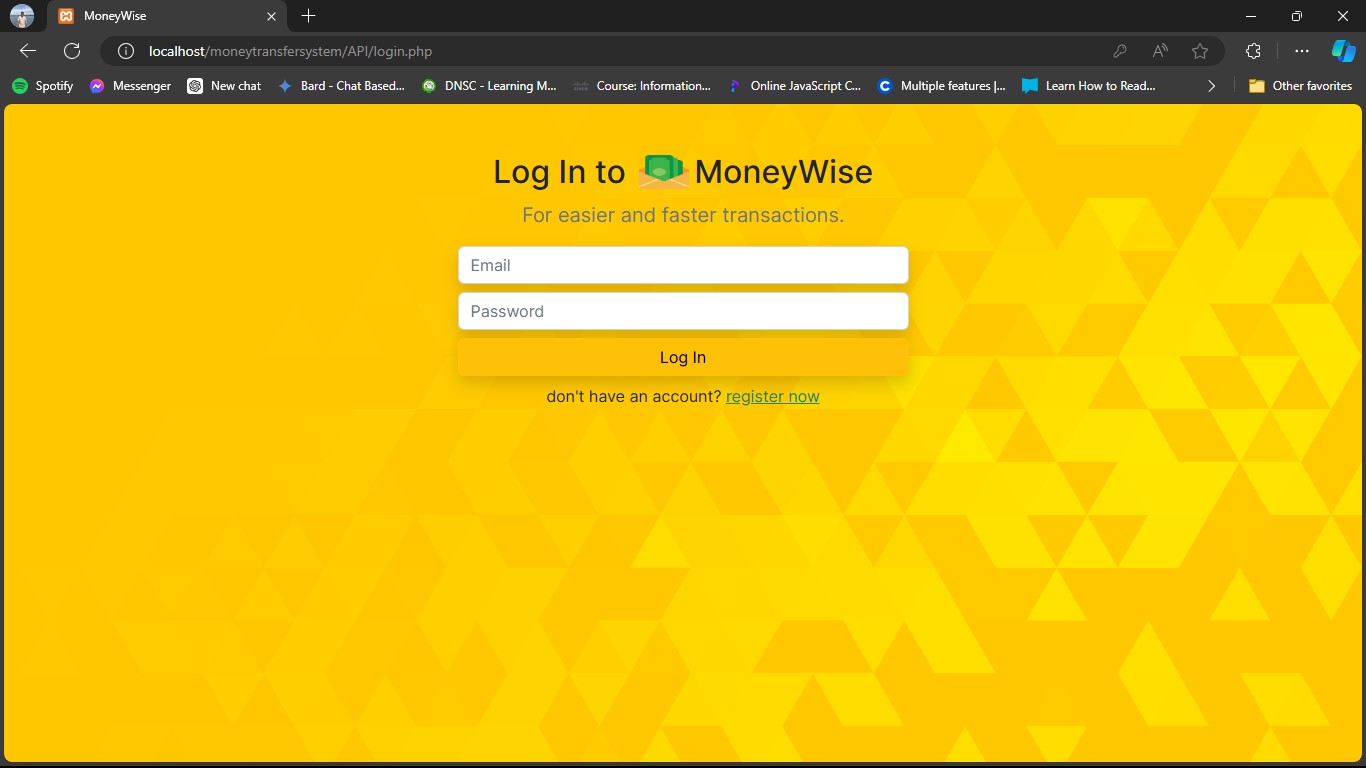 MoneyWise
localhost/moneytransfersystem/API/login.php
Spotify Messenger New chat Bard - Chat Based... DNSC - Learning M... Course: Information... Online JavaScript C... Multiple features |... Learn How to Read... Other favorites
Log In to MoneyWise
For easier and faster transactions.
Email
Password
Log In
don't have an account? register now